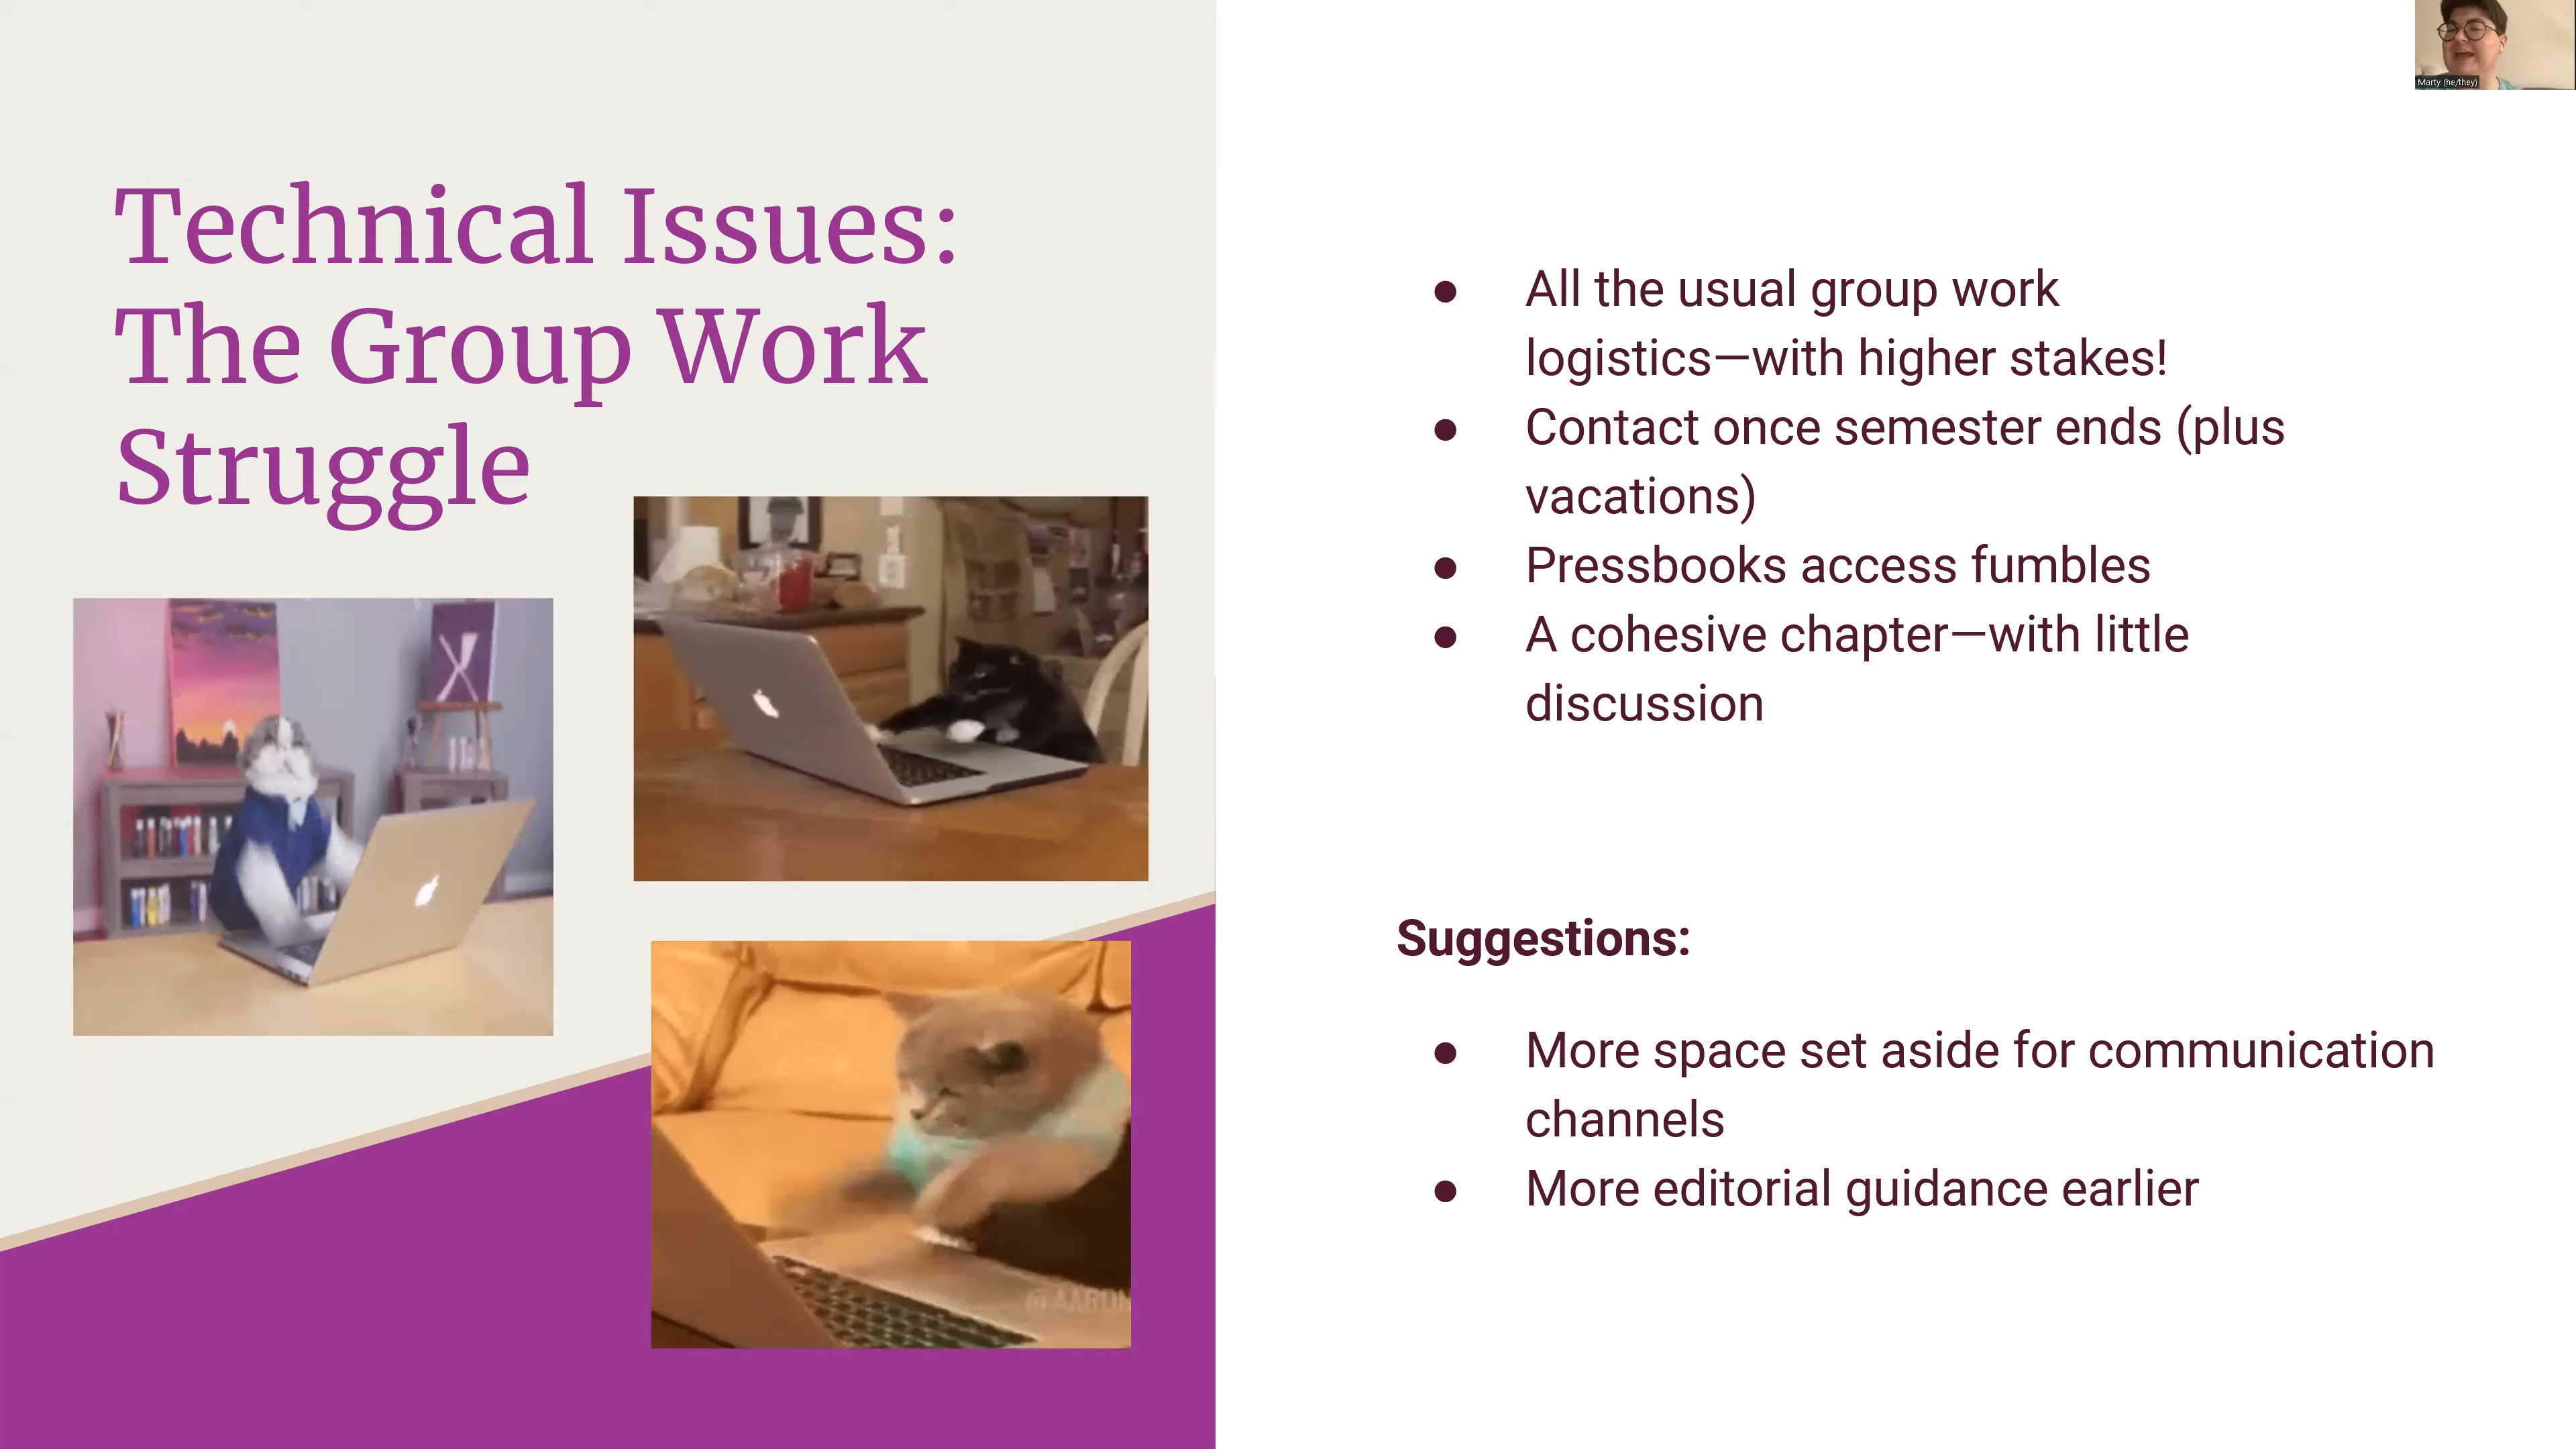 Technical Issues:
The Group Work
Struggle
● All the usual group work
logistics—with higher stakes!
● Contact once semester ends (plus
vacations)
● Pressbooks access fumbles
● A cohesive chapter—with little
discussion
Suggestions:
● More space set aside for communication
channels
● More editorial guidance earlier
Marty (he/they)